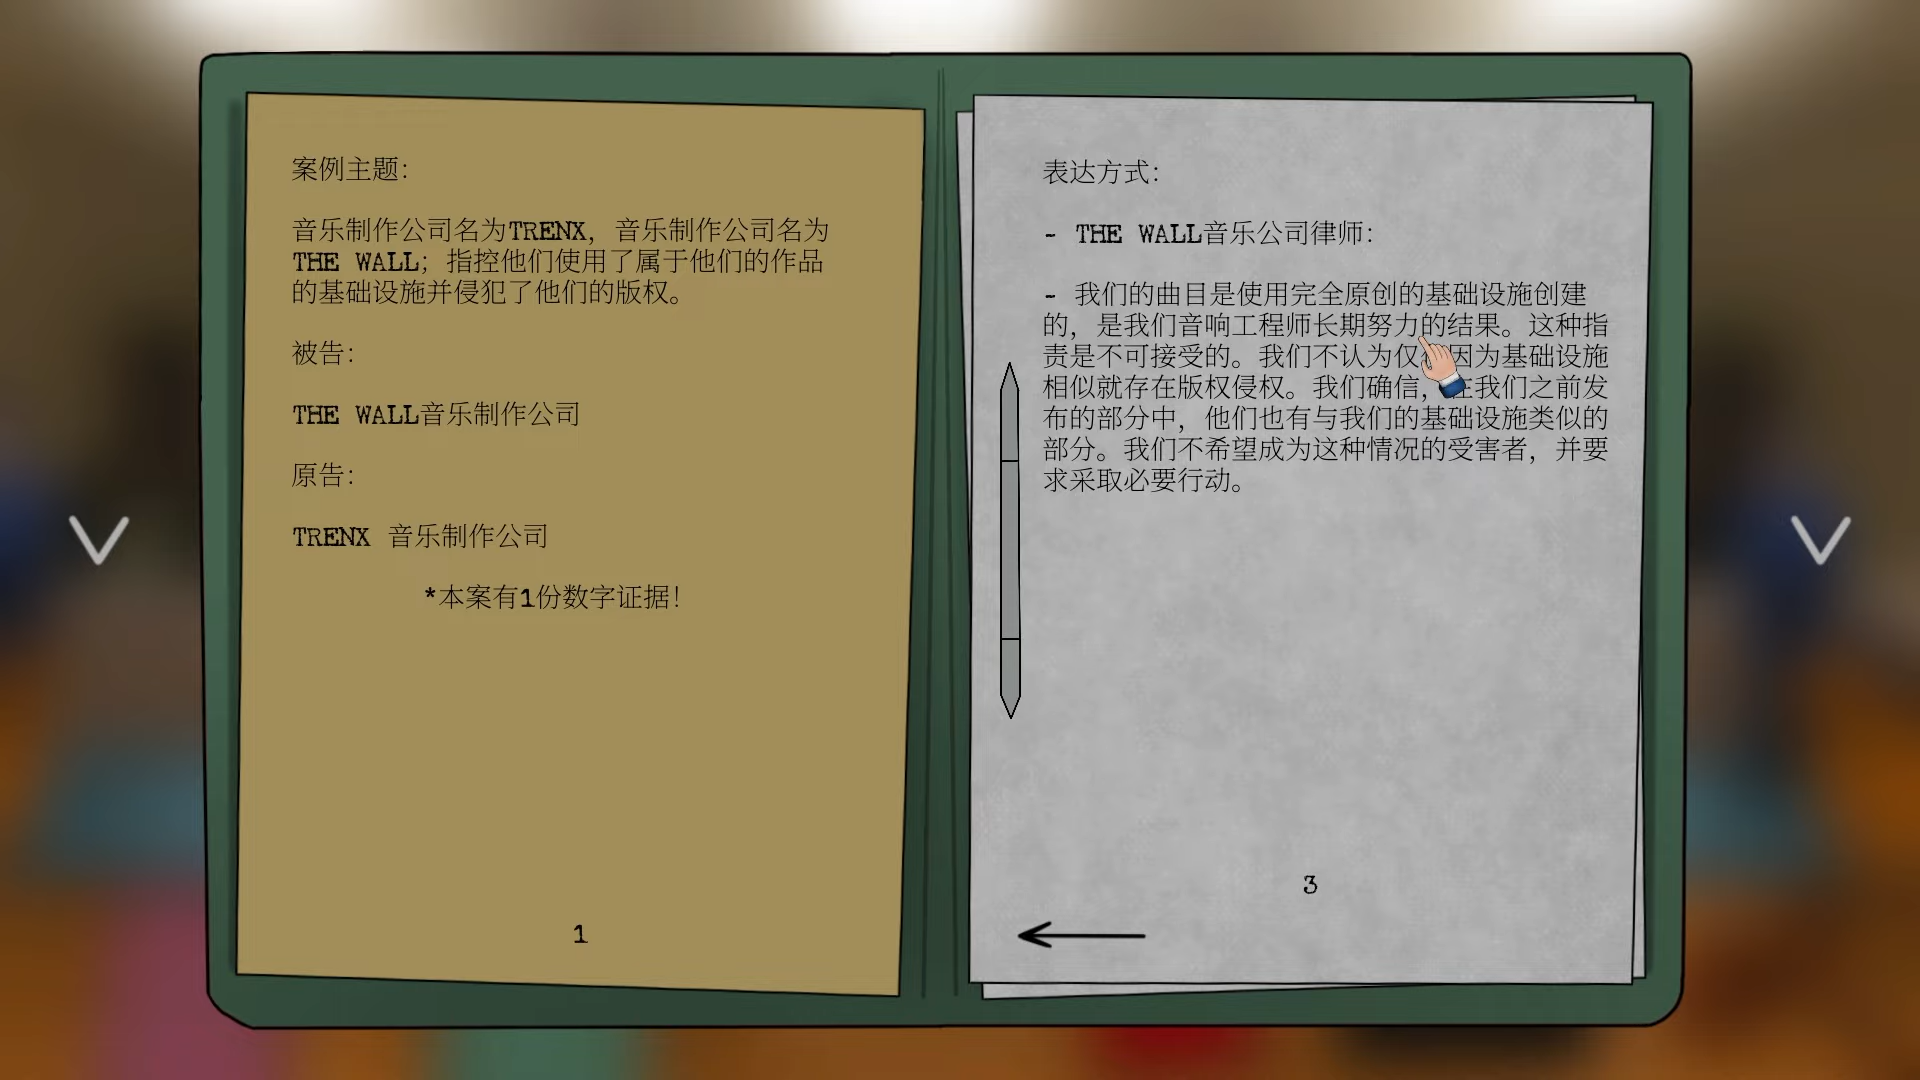 案例主题：
音乐制作公司名为TRENX，音乐制作公司名为
THE WALL；指控他们使用了属于他们的作品
的基础设施并侵犯了他们的版权。
被告：
THE WALL音乐制作公司
原告：
TRENX 音乐制作公司
*本案有1份数字证据！
1
表达方式：
- THE WALL音乐公司律师：
- 我们的曲目是使用完全原创的基础设施创建
的，是我们音响工程师长期努力的结果。这种指
责是不可接受的。我们不认为仅因为基础设施
相似就存在版权侵权。我们确信，在我们之前发
布的部分中，他们也有与我们的基础设施类似的
部分。我们不希望成为这种情况的受害者，并要
求采取必要行动。
3